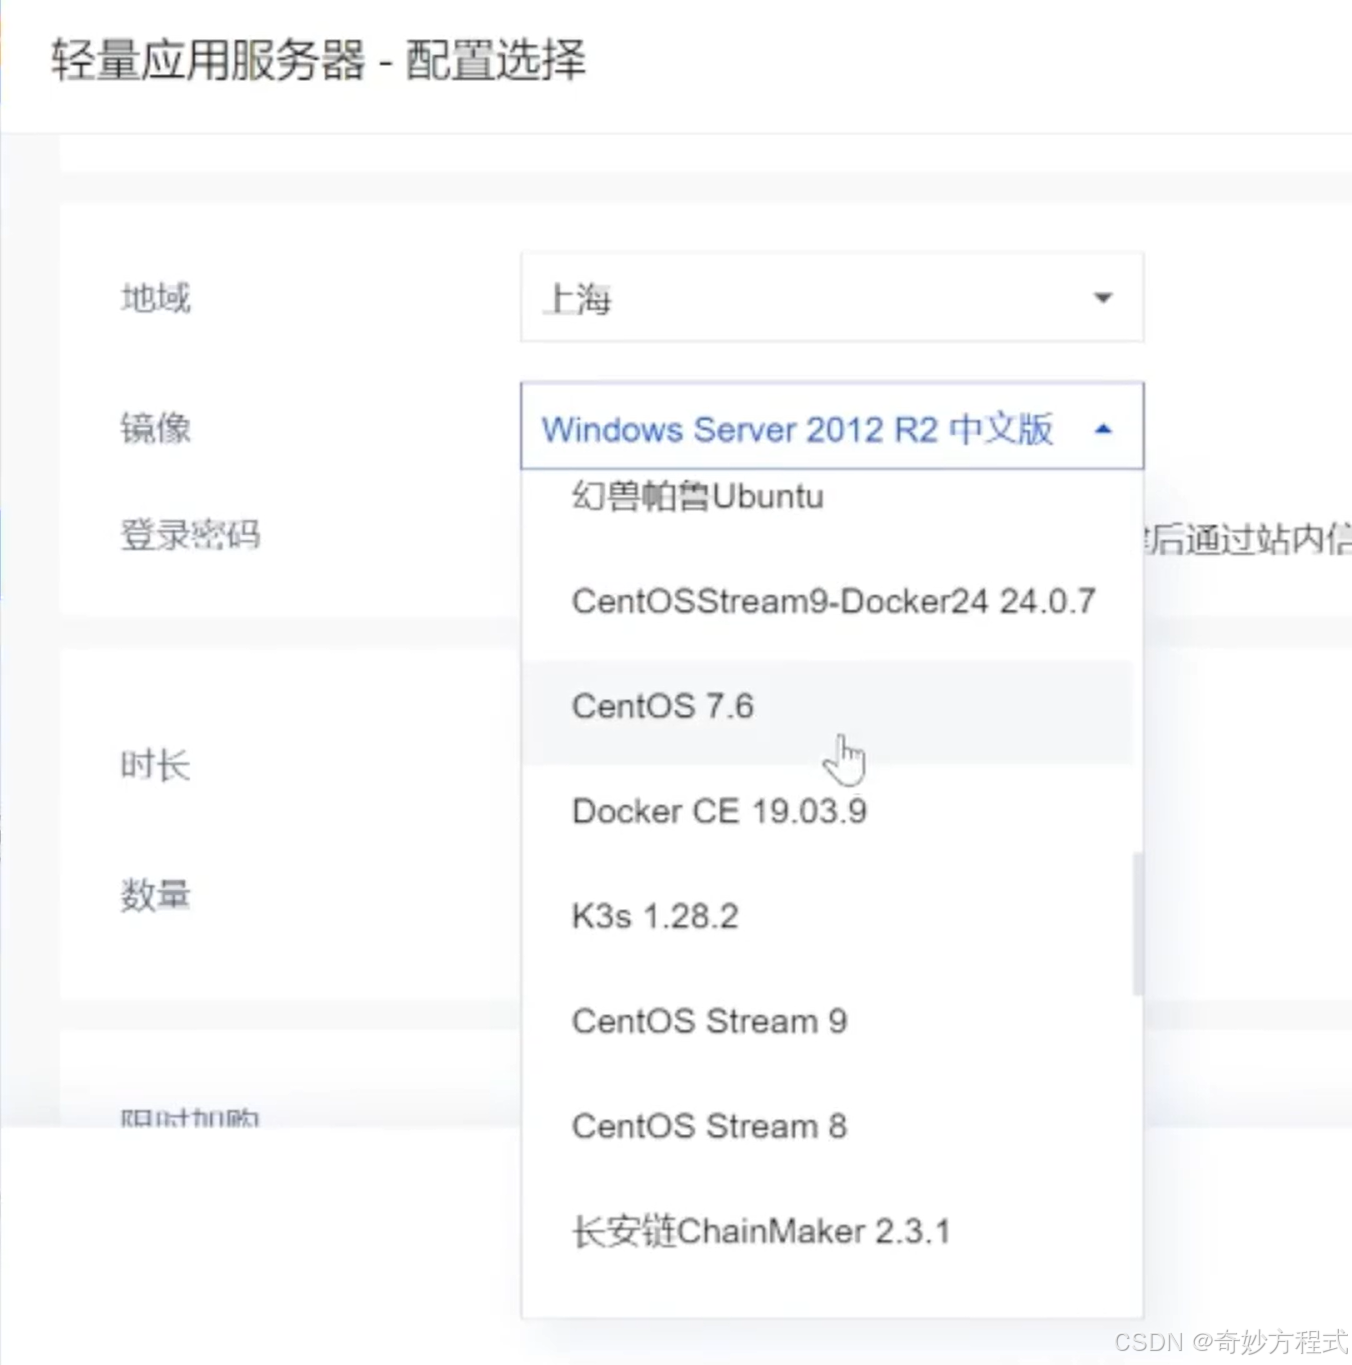 轻量应用服务器 - 配置选择
地域
上海
镜像
Windows Server 2012 R2 中文版
幻兽帕鲁Ubuntu
登录密码
后通过站内信
CentOSStream9-Docker24 24.0.7
CentOS 7.6
时长
Docker CE 19.03.9
数量
K3s 1.28.2
CentOS Stream 9
限时加购
CentOS Stream 8
长安链ChainMaker 2.3.1
CSDN @奇妙方程式